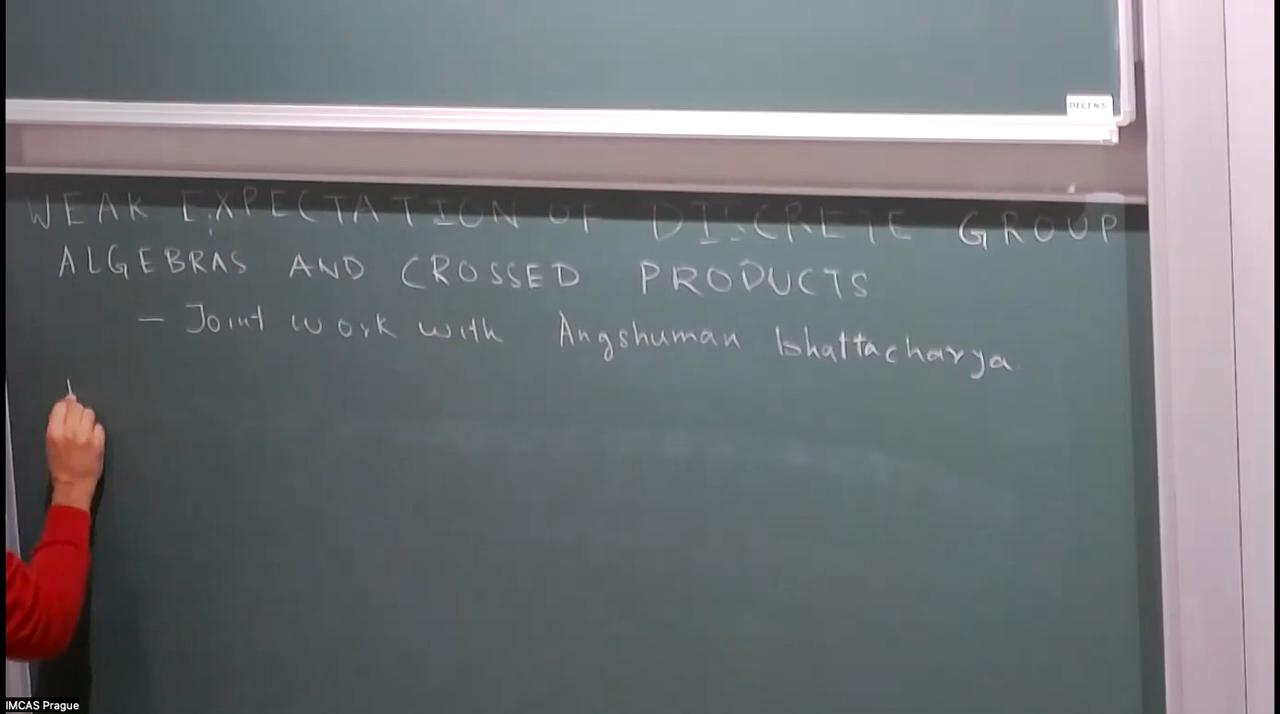 WEAK EXPECTATION OF DISCRETE GROUP
ALGEBRAS AND CROSSED PRODUCTS
- Joint work with Angshuman bhattacharya.
IMCAS Prague